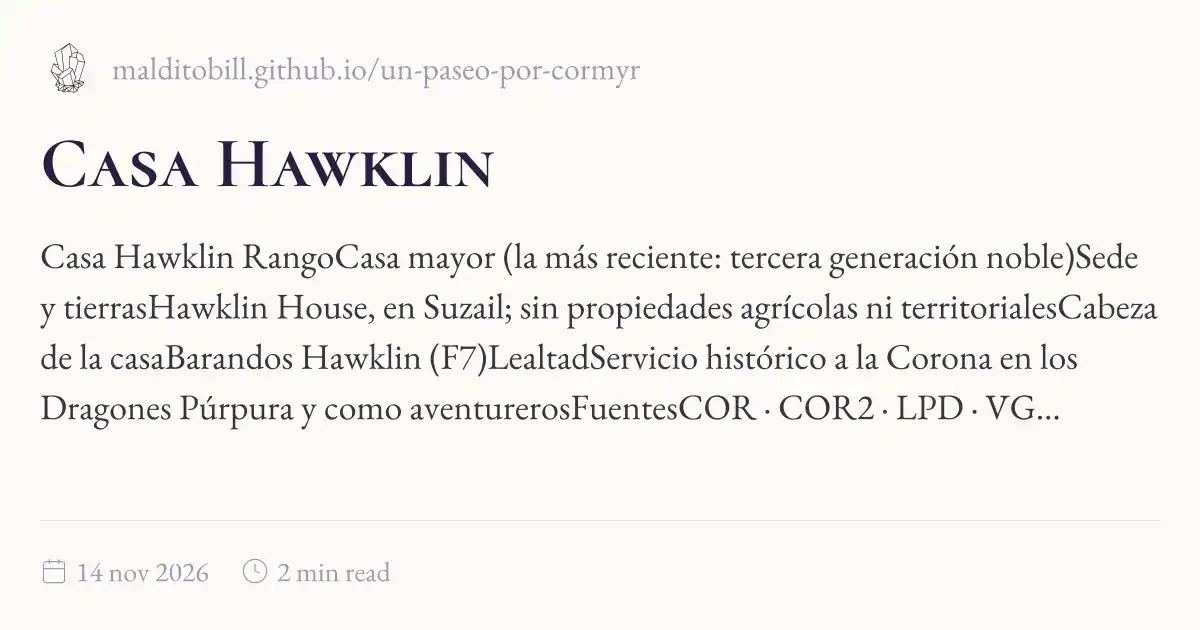 malditobill.github.io/un-paseo-por-cormyr
Casa Hawklin
Casa Hawklin RangoCasa mayor (la más reciente: tercera generación noble)Sede
y tierrasHawklin House, en Suzail; sin propiedades agrícolas ni territorialesCabeza
de la casaBarandos Hawklin (F7)LealtadServicio histórico a la Corona en los
Dragones Púrpura y como aventurerosFuentesCOR · COR2 · LPD · VG...
14 nov 2026
2 min read